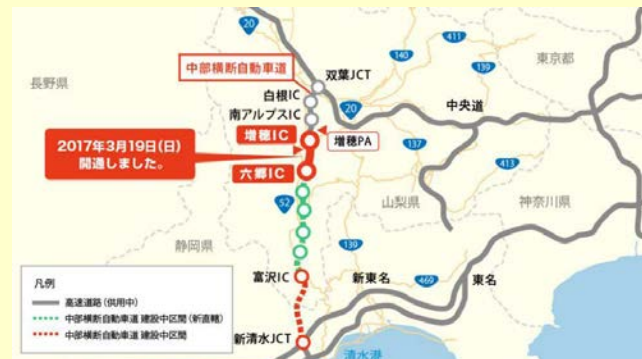 20
411
140
139
東京都
長野県
双葉JCT
中部横断自動車道
白根IC
20
中央道
南アルプスIC
増穂IC
増穂PA
2017年3月19日(日)
開通しました。
137
413
六郷IC
52
山梨県
神奈川県
静岡県
139
凡例
富沢IC
新東名
469
東名
高速道路(供用中)
中部横断自動車道 建設中区間(新直轄)
中部横断自動車道 建設中区間
新清水JCT
清水港